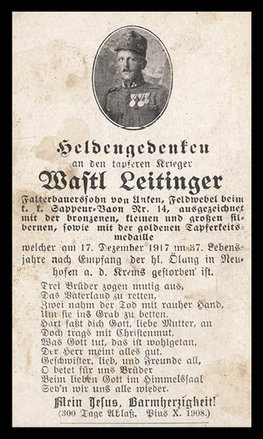 Heldengedenken
an den tapferen Krieger
Wastl Leitinger
Falterbauerssohn von Unken, Feldwebel beim
k. k. Sappeur-Baon Nr. 14, ausgezeichnet
mit der bronzenen, kleinen und großen sil-
bernen, sowie mit der goldenen Tapferkeits-
medaille
welcher am 17. Dezember 1917 im 37. Lebens-
jahre nach Empfang der hl. Ölung in Neu-
hofen a. d. Krems gestorben ist.
Drei Brüder zogen mutig aus,
Das Vaterland zu retten,
Zwei nahm der Tod mit rauher Hand,
Um sie ins Grab zu betten.
Hart faßt dich Gott, liebe Mutter, an
Doch trags mit Christenmut,
Was Gott tut, das ist wohlgetan,
Der Herr meint alles gut.
Geschwister, lieb, und Freunde all,
O betet für uns Brüder
Beim lieben Gott im Himmelsaal
Seh'n wir uns alle wieder.
Mein Jesus, Barmherzigkeit!
(300 Tage Ablaß. Pius X. 1908.)